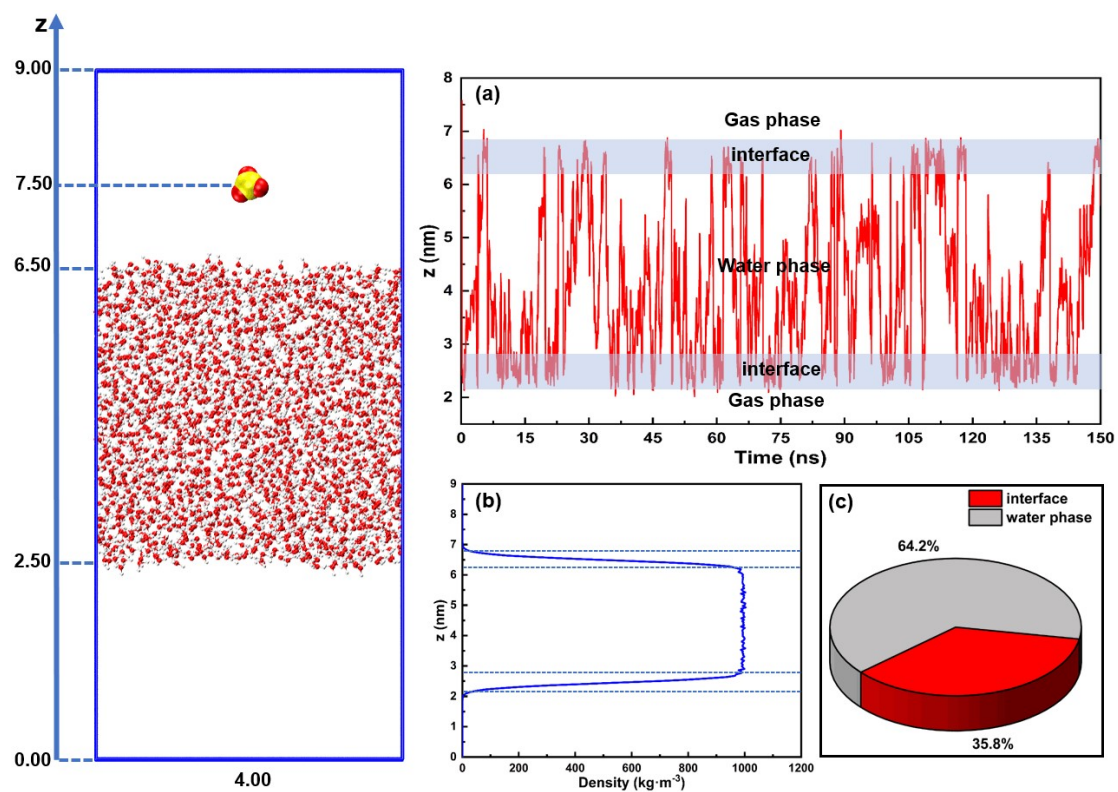 z
9.00
7.50
6.50
2.50
0.00
4.00
(a)
Gas phase
interface
Water phase
interface
Gas phase
z (nm)
8
7
6
5
4
3
2
0 15 30 45 60 75 90 105 120 135 150
Time (ns)
(b)
z (nm)
9
8
7
6
5
4
3
2
1
0
0 200 400 600 800 1000 1200
Density (kg·m⁻³)
(c)
interface
water phase
64.2%
35.8%